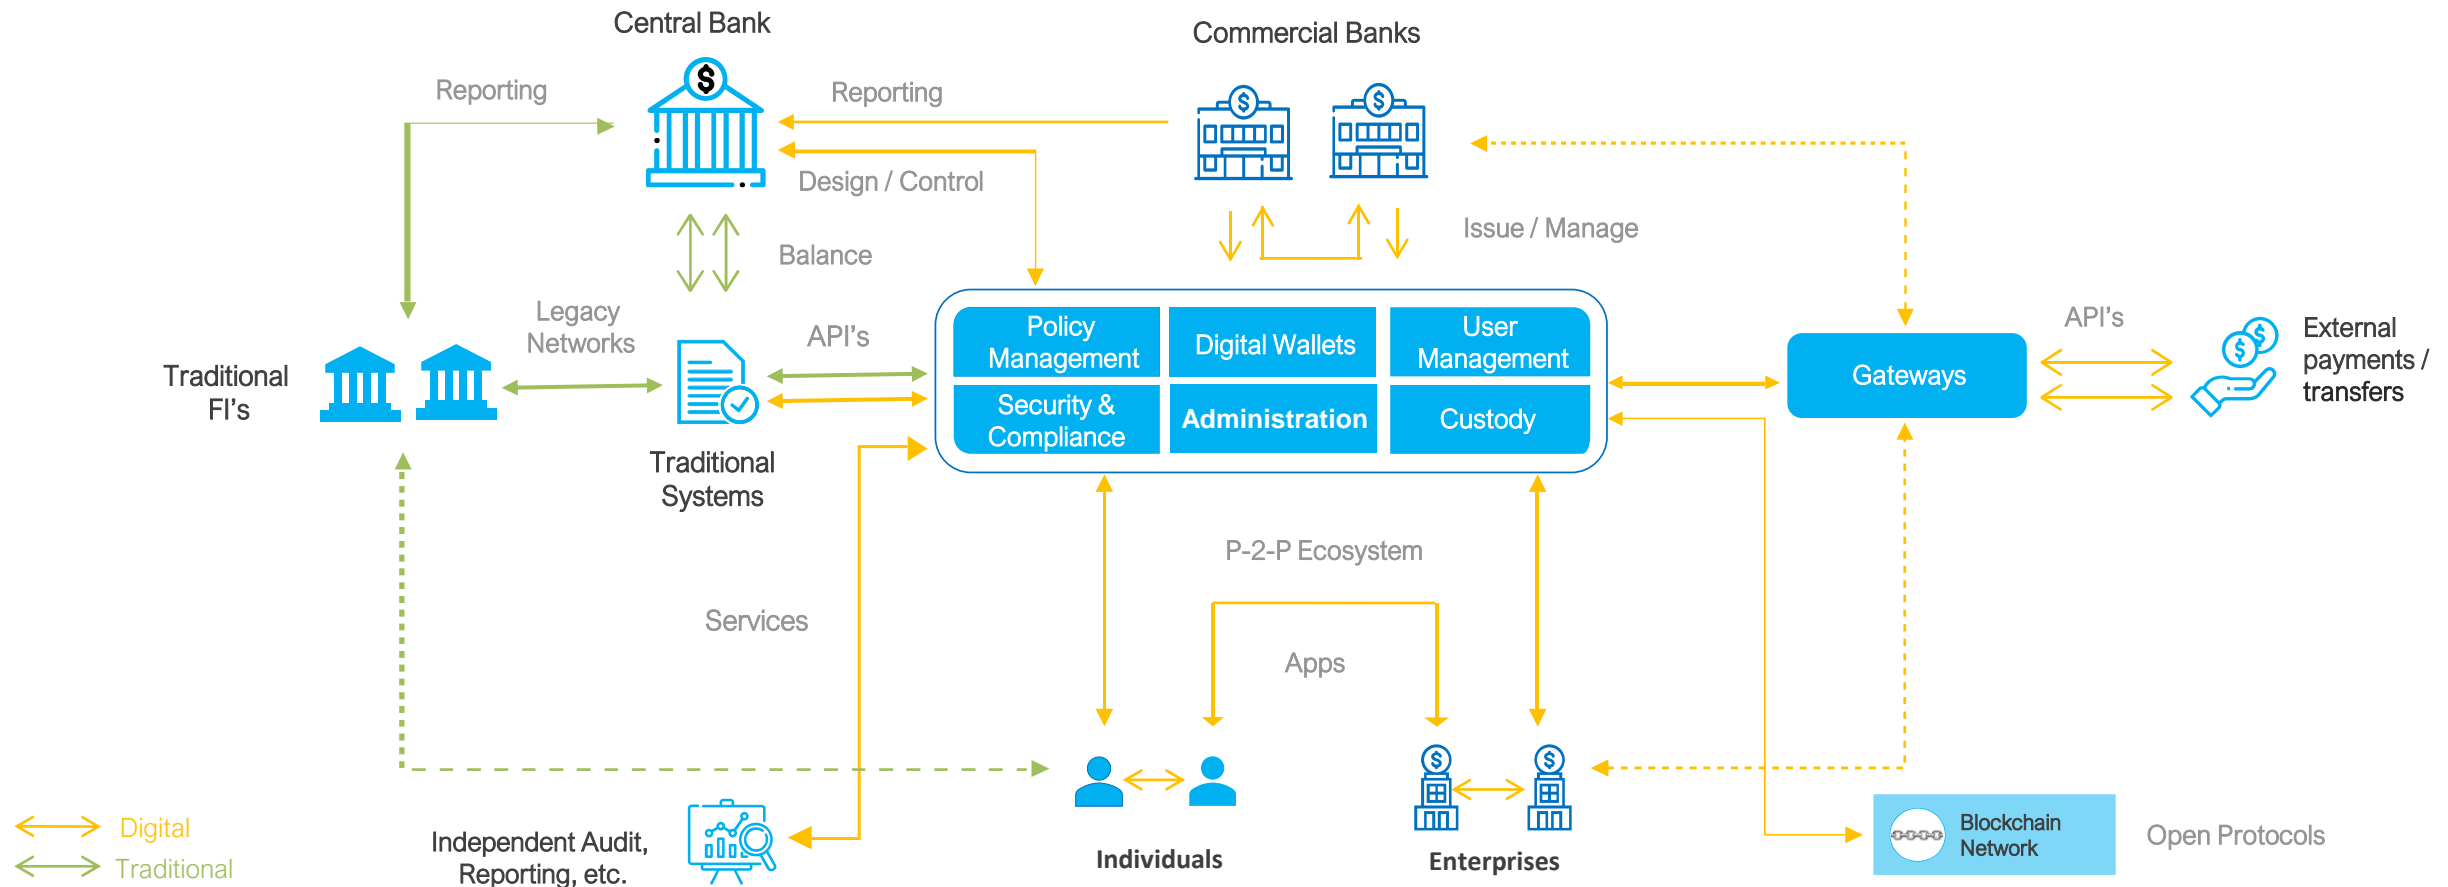 Central Bank
Commercial Banks
Reporting
Reporting
Design / Control
Balance
Issue / Manage
Legacy
Networks
API's
Traditional
FI's
Traditional
Systems
Policy
Management
Digital Wallets
User
Management
Security &
Compliance
Administration
Custody
Gateways
API's
External
payments /
transfers
P-2-P Ecosystem
Services
Apps
Digital
Traditional
Independent Audit,
Reporting, etc.
Individuals
Enterprises
Blockchain
Network
Open Protocols